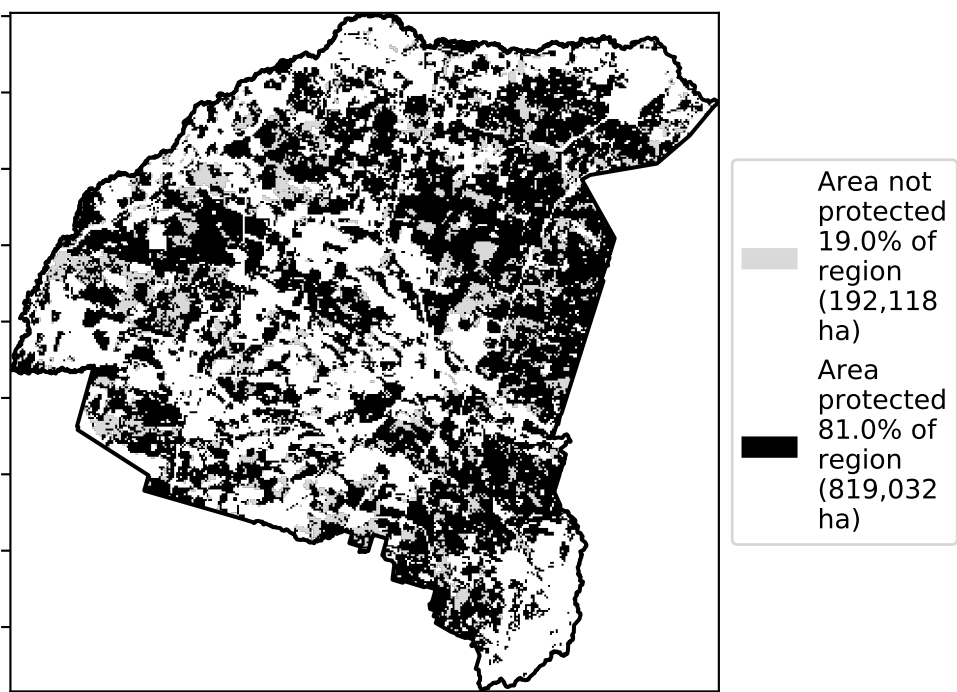 Area not
protected
19.0% of
region
(192,118
ha)
Area
protected
81.0% of
region
(819,032
ha)